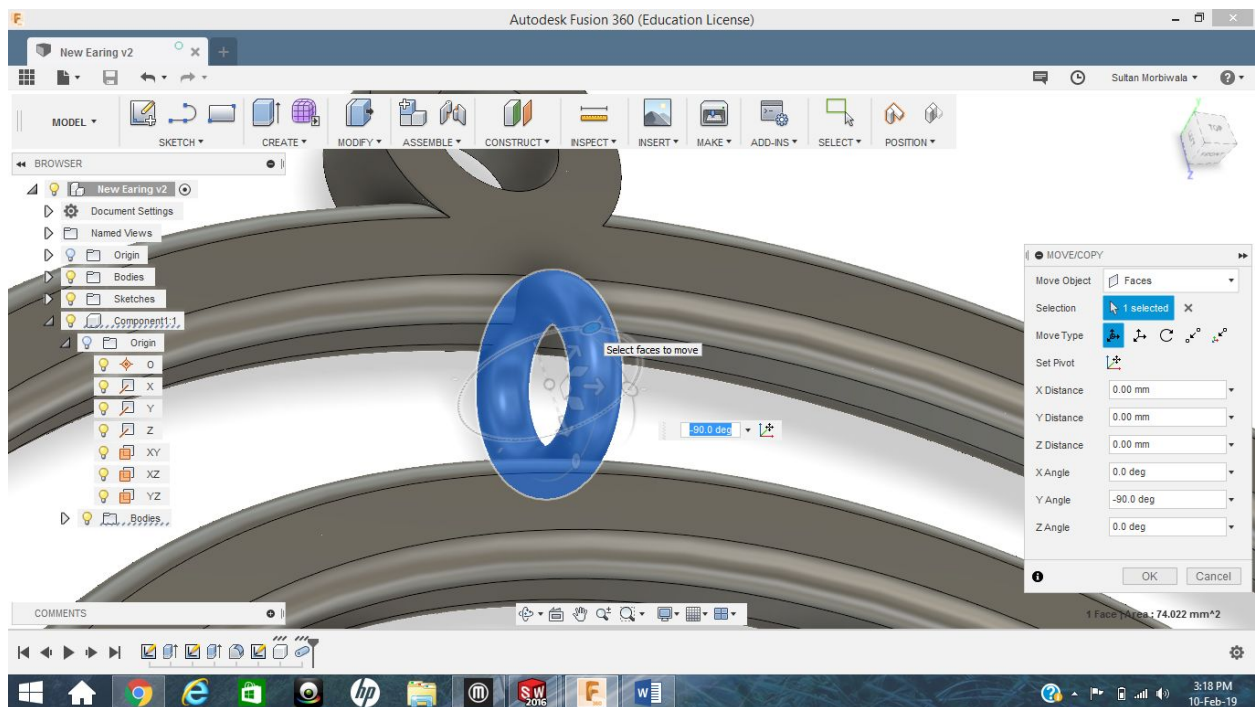 Autodesk Fusion 360 (Education License)
New Earing v2
Sultan Morbiwala
MODEL
SKETCH
CREATE
MODIFY
ASSEMBLE
CONSTRUCT
INSPECT
INSERT
MAKE
ADD-INS
SELECT
POSITION
TOP
FRONT
Z
BROWSER
New Earing v2
Document Settings
Named Views
Origin
Bodies
Sketches
Component1:1
Origin
O
X
Y
Z
XY
XZ
YZ
Bodies
Select faces to move
-90.0 deg
MOVE/COPY
Move Object Faces
Selection 1 selected
Move Type
Set Pivot
X Distance 0.00 mm
Y Distance 0.00 mm
Z Distance 0.00 mm
X Angle 0.0 deg
Y Angle -90.0 deg
Z Angle 0.0 deg
OK Cancel
COMMENTS
1 Face | Area : 74.022 mm^2
hp
SW
2016
F
W
3:18 PM
10-Feb-19